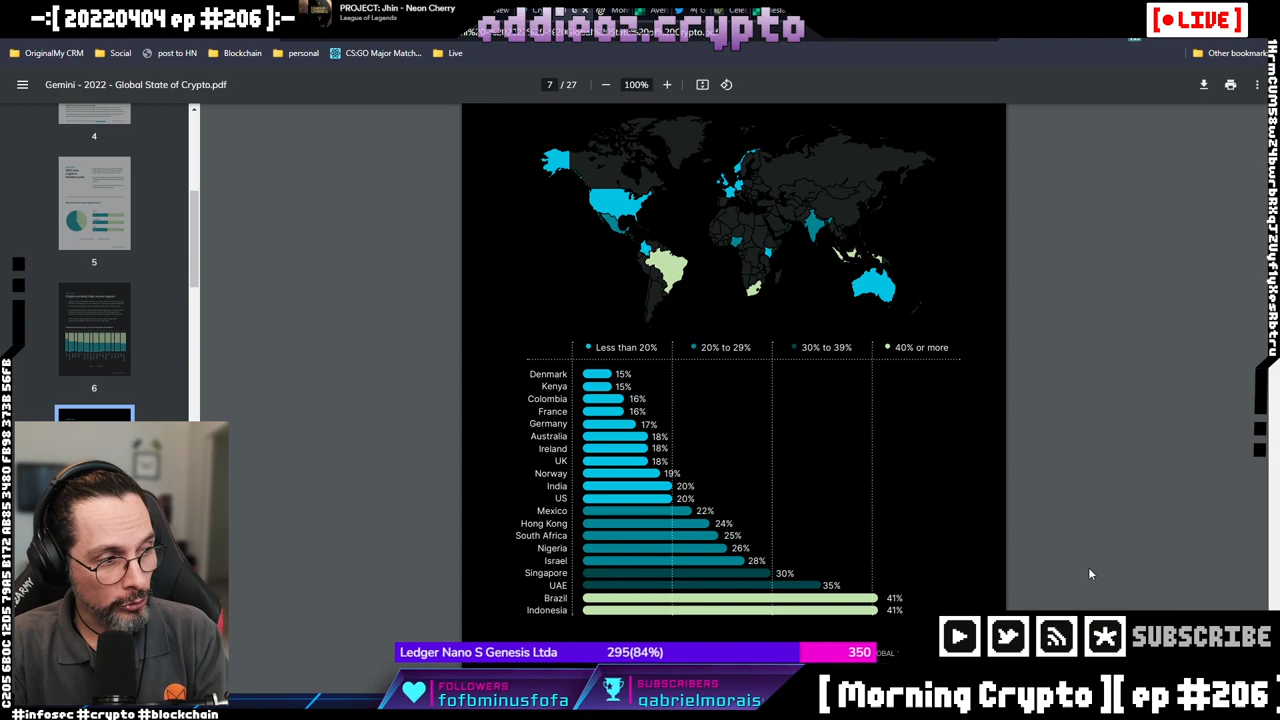 -:[ 20220404 ep #206 ]:-
PROJECT: Jhin - Neon Cherry
League of Legends
eddieoz.crypto
[ LIVE ]
OriginalMy CRM
Social
post to HN
Blockchain
personal
CS:GO Major Match...
Live
Other bookmark
Gemini - 2022 - Global State of Crypto.pdf
7 / 27
100%
4
5
6
Less than 20%
20% to 29%
30% to 39%
40% or more
Denmark 15%
Kenya 15%
Colombia 16%
France 16%
Germany 17%
Australia 18%
Ireland 18%
UK 18%
Norway 19%
India 20%
US 20%
Mexico 22%
Hong Kong 24%
South Africa 25%
Nigeria 26%
Israel 28%
Singapore 30%
UAE 35%
Brazil 41%
Indonesia 41%
Ledger Nano S Genesis Ltda 295(84%) 350
OBAL
FOLLOWERS
fofbminusfofa
SUBSCRIBERS
gabrielmorais
SUBSCRIBE
[ Morning Crypto ][ ep #206 ]
#infosec #crypto #blockchain